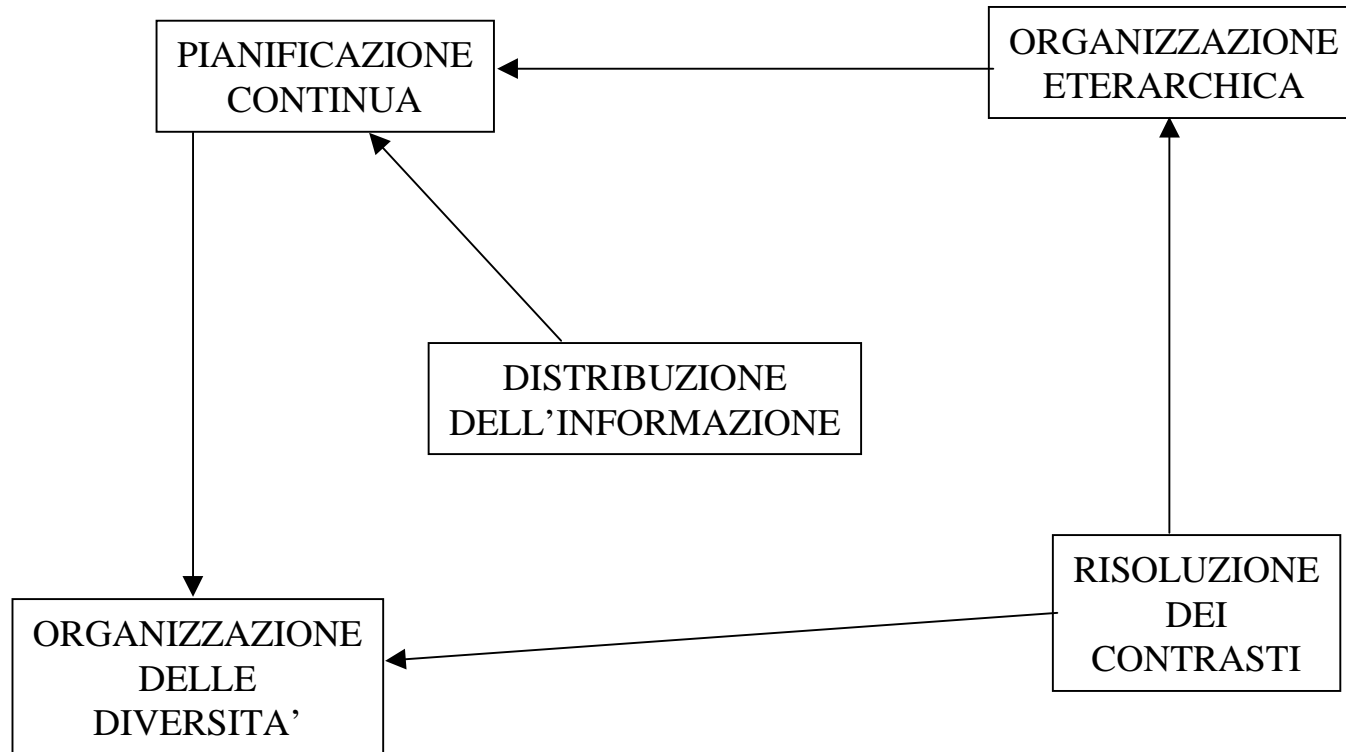 PIANIFICAZIONE
CONTINUA
ORGANIZZAZIONE
ETERARCHICA
DISTRIBUZIONE
DELL’INFORMAZIONE
RISOLUZIONE
DEI
CONTRASTI
ORGANIZZAZIONE
DELLE
DIVERSITA’